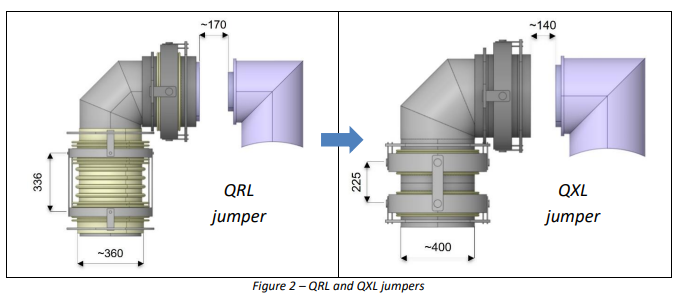 ~170
336
QRL
jumper
~360
~140
225
QXL
jumper
~400
Figure 2 – QRL and QXL jumpers